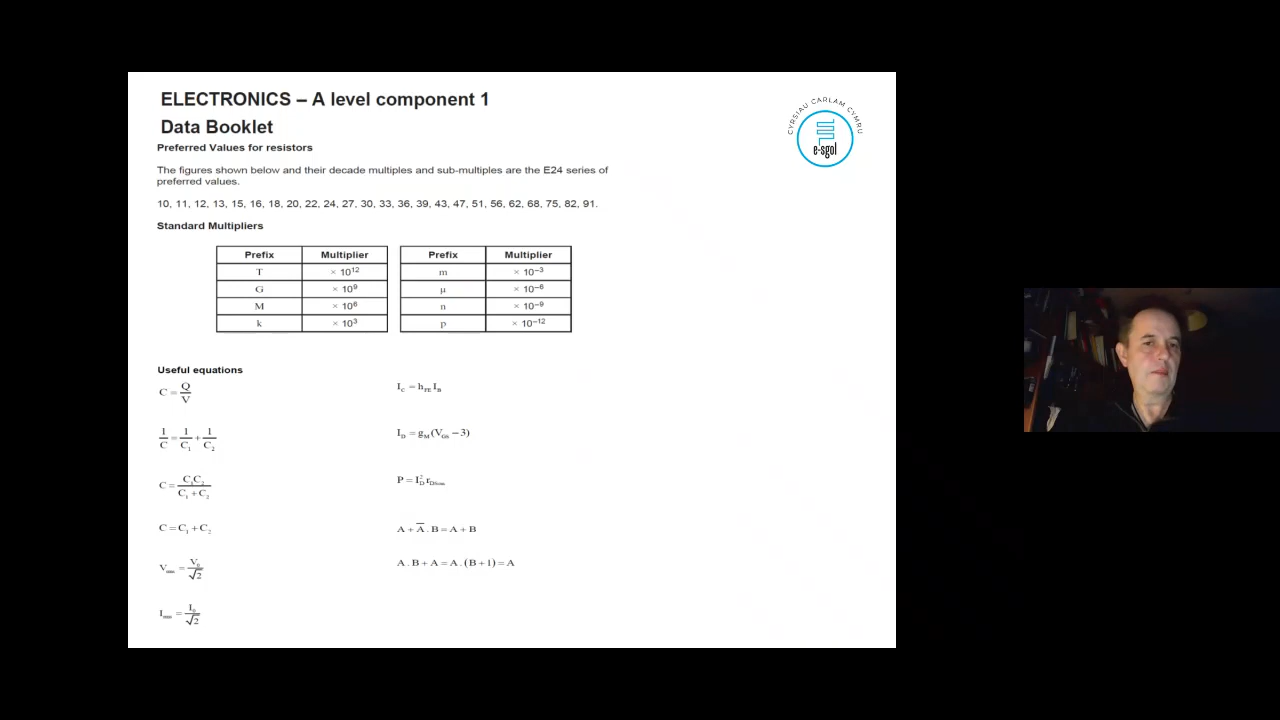 ELECTRONICS – A level component 1
Data Booklet
CYRSIAU CARLAM CYMRU
e-sgol
Preferred Values for resistors
The figures shown below and their decade multiples and sub-multiples are the E24 series of
preferred values.
10, 11, 12, 13, 15, 16, 18, 20, 22, 24, 27, 30, 33, 36, 39, 43, 47, 51, 56, 62, 68, 75, 82, 91.
Standard Multipliers
Prefix Multiplier Prefix Multiplier
T × 10¹² m × 10⁻³
G × 10⁹ μ × 10⁻⁶
M × 10⁶ n × 10⁻⁹
k × 10³ p × 10⁻¹²
Useful equations
C = Q/V
1/C = 1/C₁ + 1/C₂
C = C₁C₂/(C₁ + C₂)
C = C₁ + C₂
V_rms = V₀/√2
I_rms = I₀/√2
I_C = h_FE I_B
I_D = g_M (V_GS − 3)
P = I_D² r_DSon
A + A̅ . B = A + B
A . B + A = A . (B + 1) = A